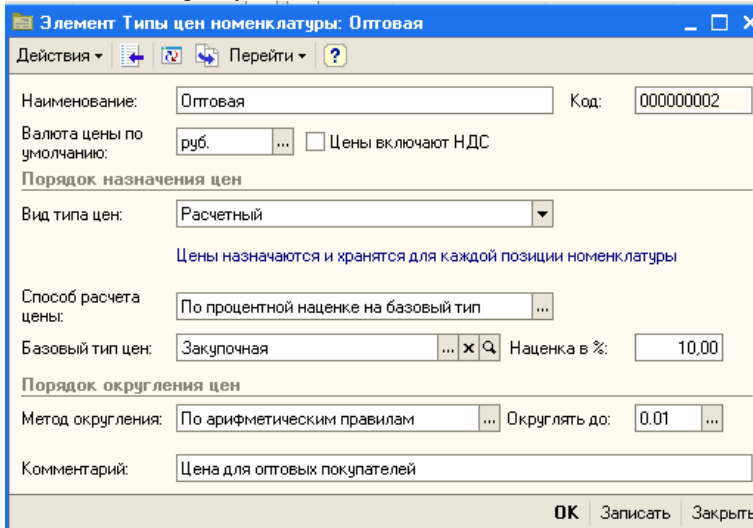 Элемент Типы цен номенклатуры: Оптовая
Действия Перейти ?
Наименование: Оптовая Код: 000000002
Валюта цены по
умолчанию: руб. ... Цены включают НДС
Порядок назначения цен
Вид типа цен: Расчетный
Цены назначаются и хранятся для каждой позиции номенклатуры
Способ расчета
цены: По процентной наценке на базовый тип ...
Базовый тип цен: Закупочная ... x Наценка в %: 10,00
Порядок округления цен
Метод округления: По арифметическим правилам ... Округлять до: 0.01 ...
Комментарий: Цена для оптовых покупателей
OK Записать Закрыть